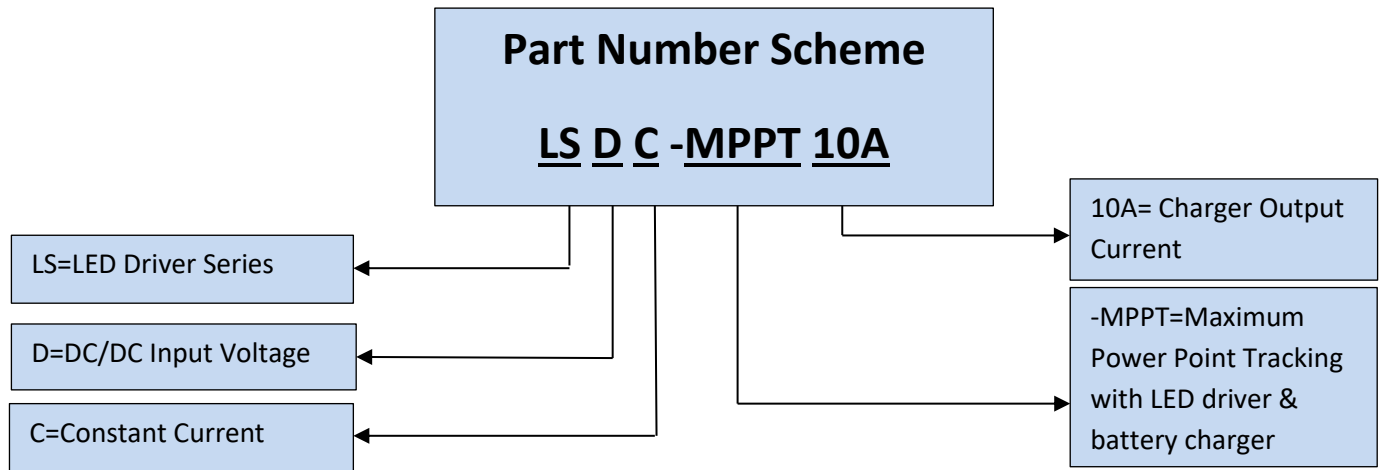 Part Number Scheme
LS D C -MPPT 10A
LS=LED Driver Series
D=DC/DC Input Voltage
C=Constant Current
10A= Charger Output
Current
-MPPT=Maximum
Power Point Tracking
with LED driver &
battery charger